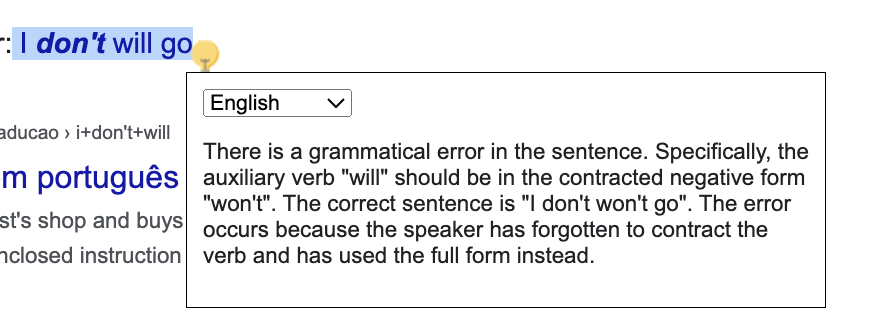 r: I don't will go
English
There is a grammatical error in the sentence. Specifically, the
aducao › i+don't+will
auxiliary verb "will" should be in the contracted negative form
em português
"won't". The correct sentence is "I don't won't go". The error
st's shop and buys
occurs because the speaker has forgotten to contract the
nclosed instruction
verb and has used the full form instead.